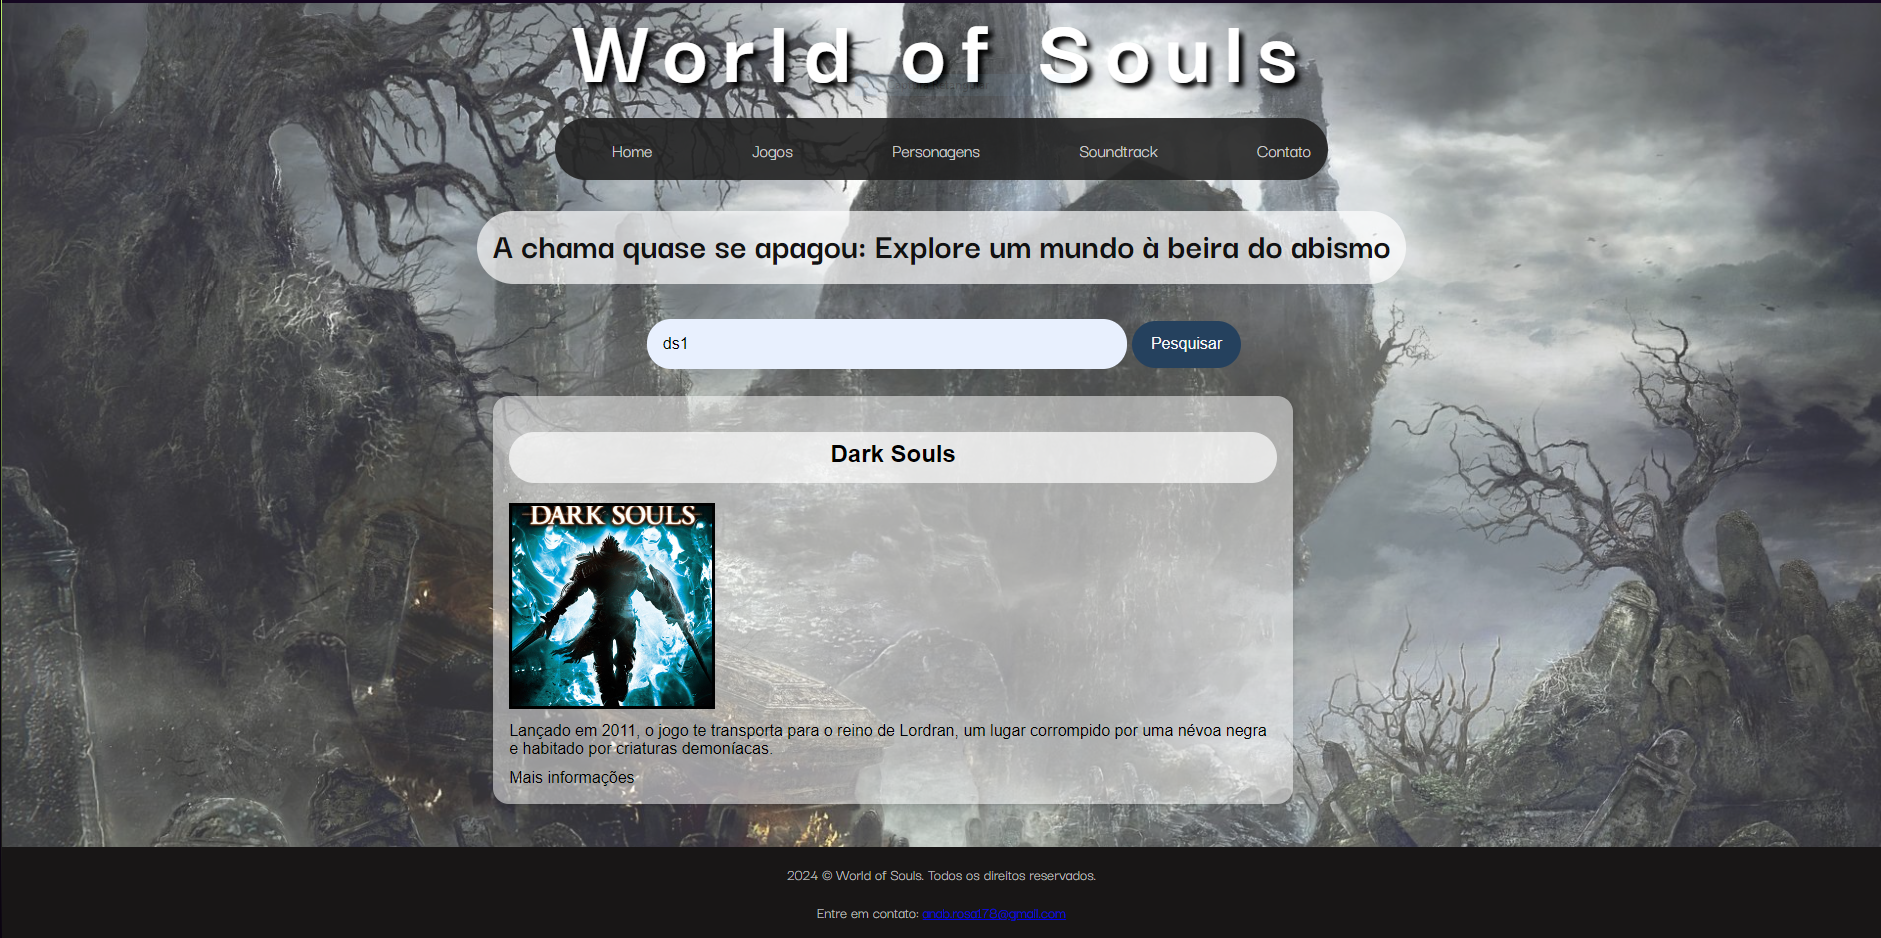 World of Souls
Home Jogos Personagens Soundtrack Contato
A chama quase se apagou: Explore um mundo à beira do abismo
ds1 Pesquisar
Dark Souls
DARK SOULS
Lançado em 2011, o jogo te transporta para o reino de Lordran, um lugar corrompido por uma névoa negra
e habitado por criaturas demoníacas.
Mais informações
2024 © World of Souls. Todos os direitos reservados.
Entre em contato: